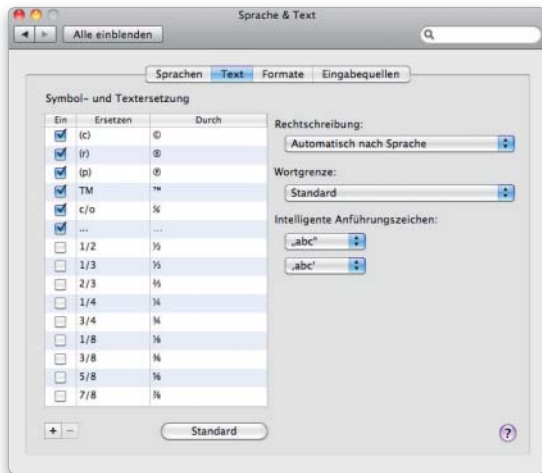 Sprache & Text
Alle einblenden
Sprachen Text Formate Eingabequellen
Symbol- und Textersetzung
Ein Ersetzen Durch
(c) ©
(r) ®
(p) ℗
TM ™
c/o ℅
... …
1/2 ½
1/3 ⅓
2/3 ⅔
1/4 ¼
3/4 ¾
1/8 ⅛
3/8 ⅜
5/8 ⅝
7/8 ⅞
+ − Standard
Rechtschreibung:
Automatisch nach Sprache
Wortgrenze:
Standard
Intelligente Anführungszeichen:
„abc“
‚abc‘
?